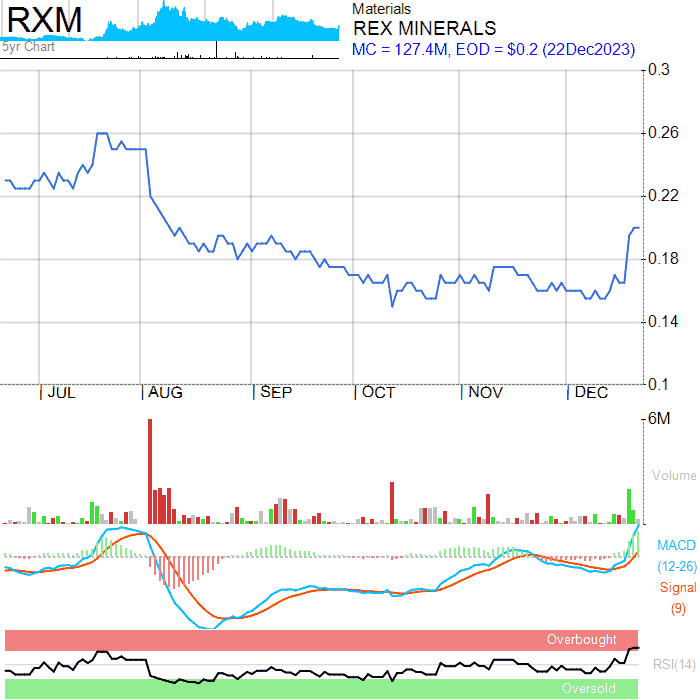 RXM
5yr Chart
Materials
REX MINERALS
MC = 127.4M, EOD = $0.2 (22Dec2023)
0.3
0.26
0.22
0.18
0.14
0.1
JUL AUG SEP OCT NOV DEC
6M
Volume
MACD
(12-26)
Signal
(9)
Overbought
RSI(14)
Oversold